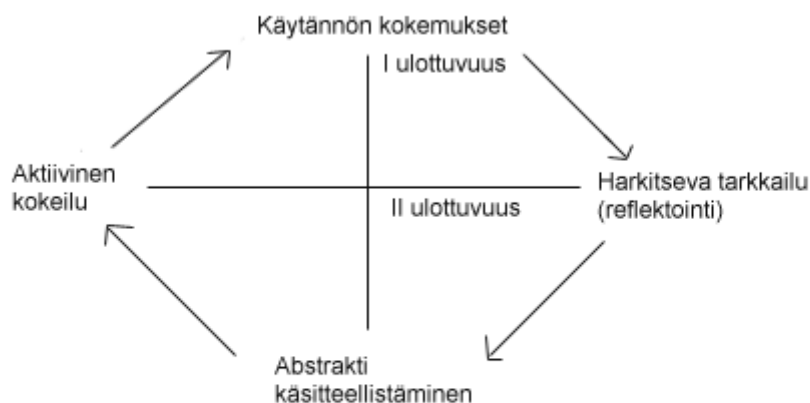 Käytännön kokemukset
I ulottuvuus
Aktiivinen
kokeilu
Harkitseva tarkkailu
(reflektointi)
II ulottuvuus
Abstrakti
käsitteellistäminen